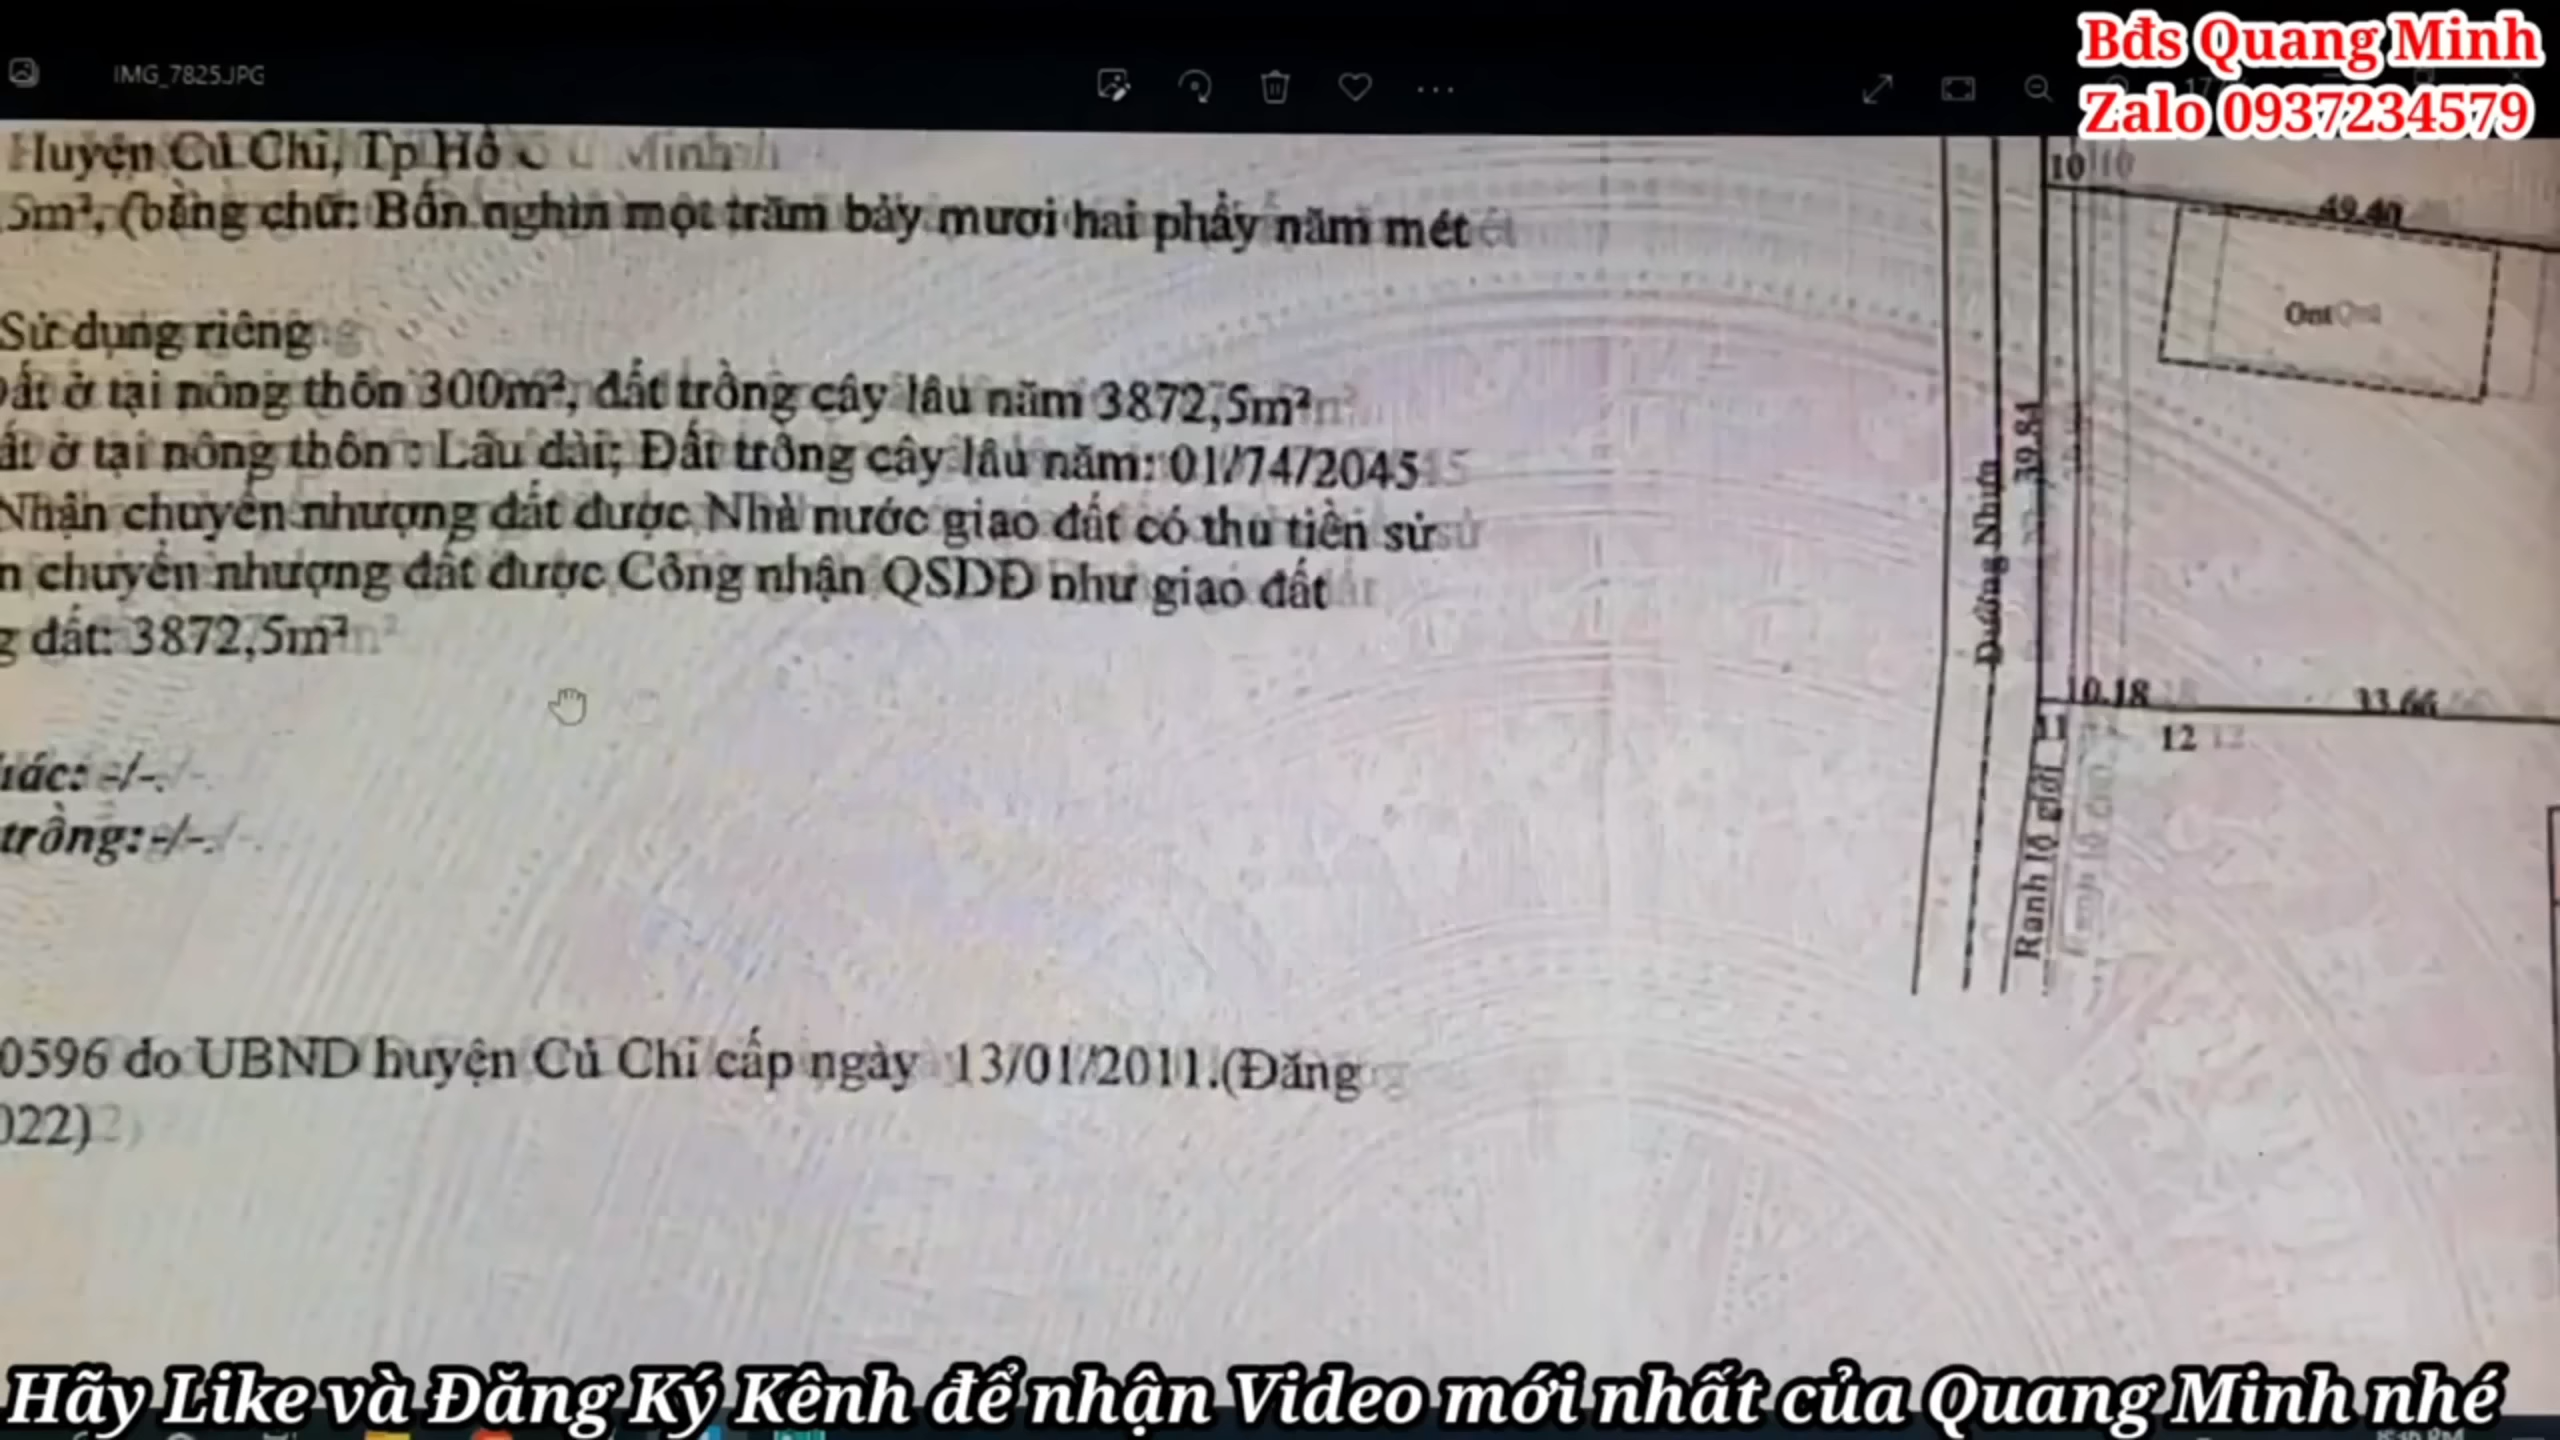 Bđs Quang Minh
Zalo 0937234579
IMG_7825.JPG
Huyện Củ Chi, Tp Hồ Minh
5m², (bằng chữ: Bốn nghìn một trăm bảy mươi hai phẩy năm mét
Sử dụng riêng
ất ở tại nông thôn 300m², đất trồng cây lâu năm 3872,5m²
ất ở tại nông thôn : Lâu dài; Đất trồng cây lâu năm: 01/74/2045
Nhận chuyển nhượng đất được Nhà nước giao đất có thu tiền sử
n chuyển nhượng đất được Công nhận QSDĐ như giao đất
g đất: 3872,5m²
hác: -/-.
trồng: -/-.
0596 do UBND huyện Củ Chi cấp ngày 13/01/2011.(Đăng
022)
10
49.40
Ont
39.84
Đường Nhựa
10.18
33.66
11
12
Ranh lộ giới
Hãy Like và Đăng Ký Kênh để nhận Video mới nhất của Quang Minh nhé